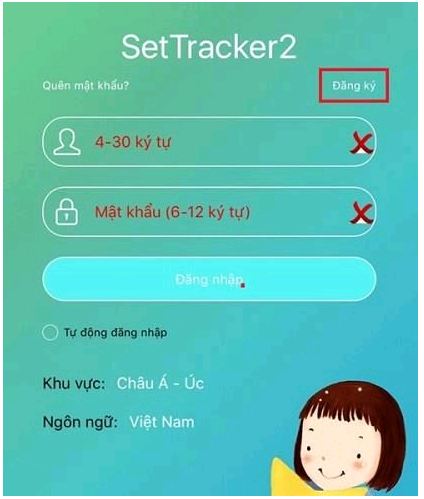 SetTracker2
Quên mật khẩu? Đăng ký
4-30 ký tự
Mật khẩu (6-12 ký tự)
Đăng nhập
Tự động đăng nhập
Khu vực: Châu Á - Úc
Ngôn ngữ: Việt Nam